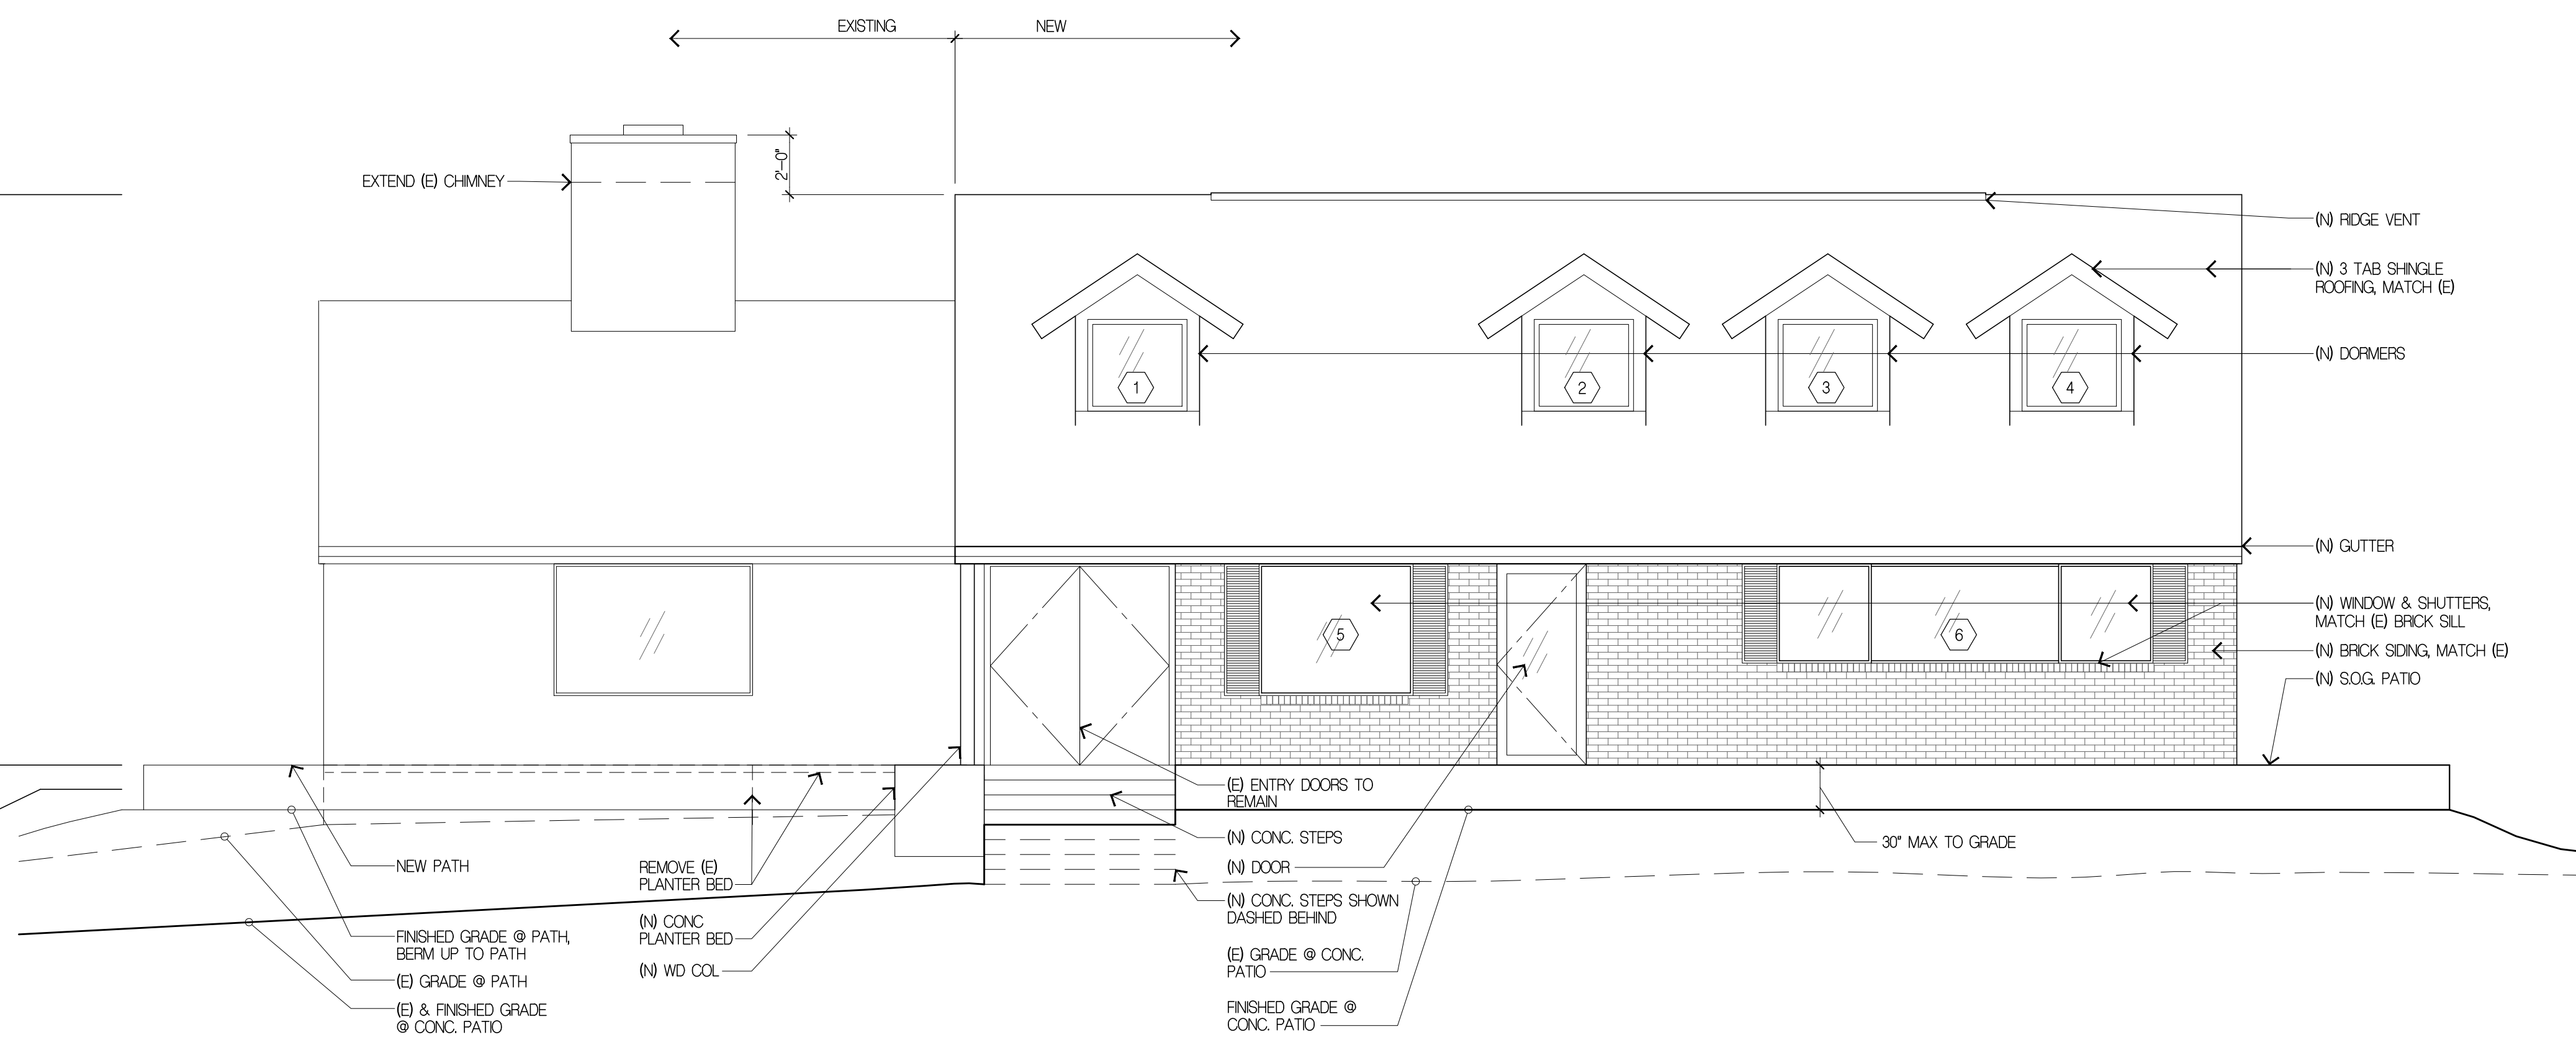 EXISTING
NEW
2'-0"
EXTEND (E) CHIMNEY
(N) RIDGE VENT
(N) 3 TAB SHINGLE
ROOFING, MATCH (E)
(N) DORMERS
1
2
3
4
(N) GUTTER
(N) WINDOW & SHUTTERS,
MATCH (E) BRICK SILL
5
6
(N) BRICK SIDING, MATCH (E)
(N) S.O.G. PATIO
(E) ENTRY DOORS TO
REMAIN
(N) CONC. STEPS
30" MAX TO GRADE
(N) DOOR
(N) CONC. STEPS SHOWN
DASHED BEHIND
(E) GRADE @ CONC.
PATIO
FINISHED GRADE @
CONC. PATIO
NEW PATH
REMOVE (E)
PLANTER BED
(N) CONC
PLANTER BED
(N) WD COL
FINISHED GRADE @ PATH,
BERM UP TO PATH
(E) GRADE @ PATH
(E) & FINISHED GRADE
@ CONC. PATIO